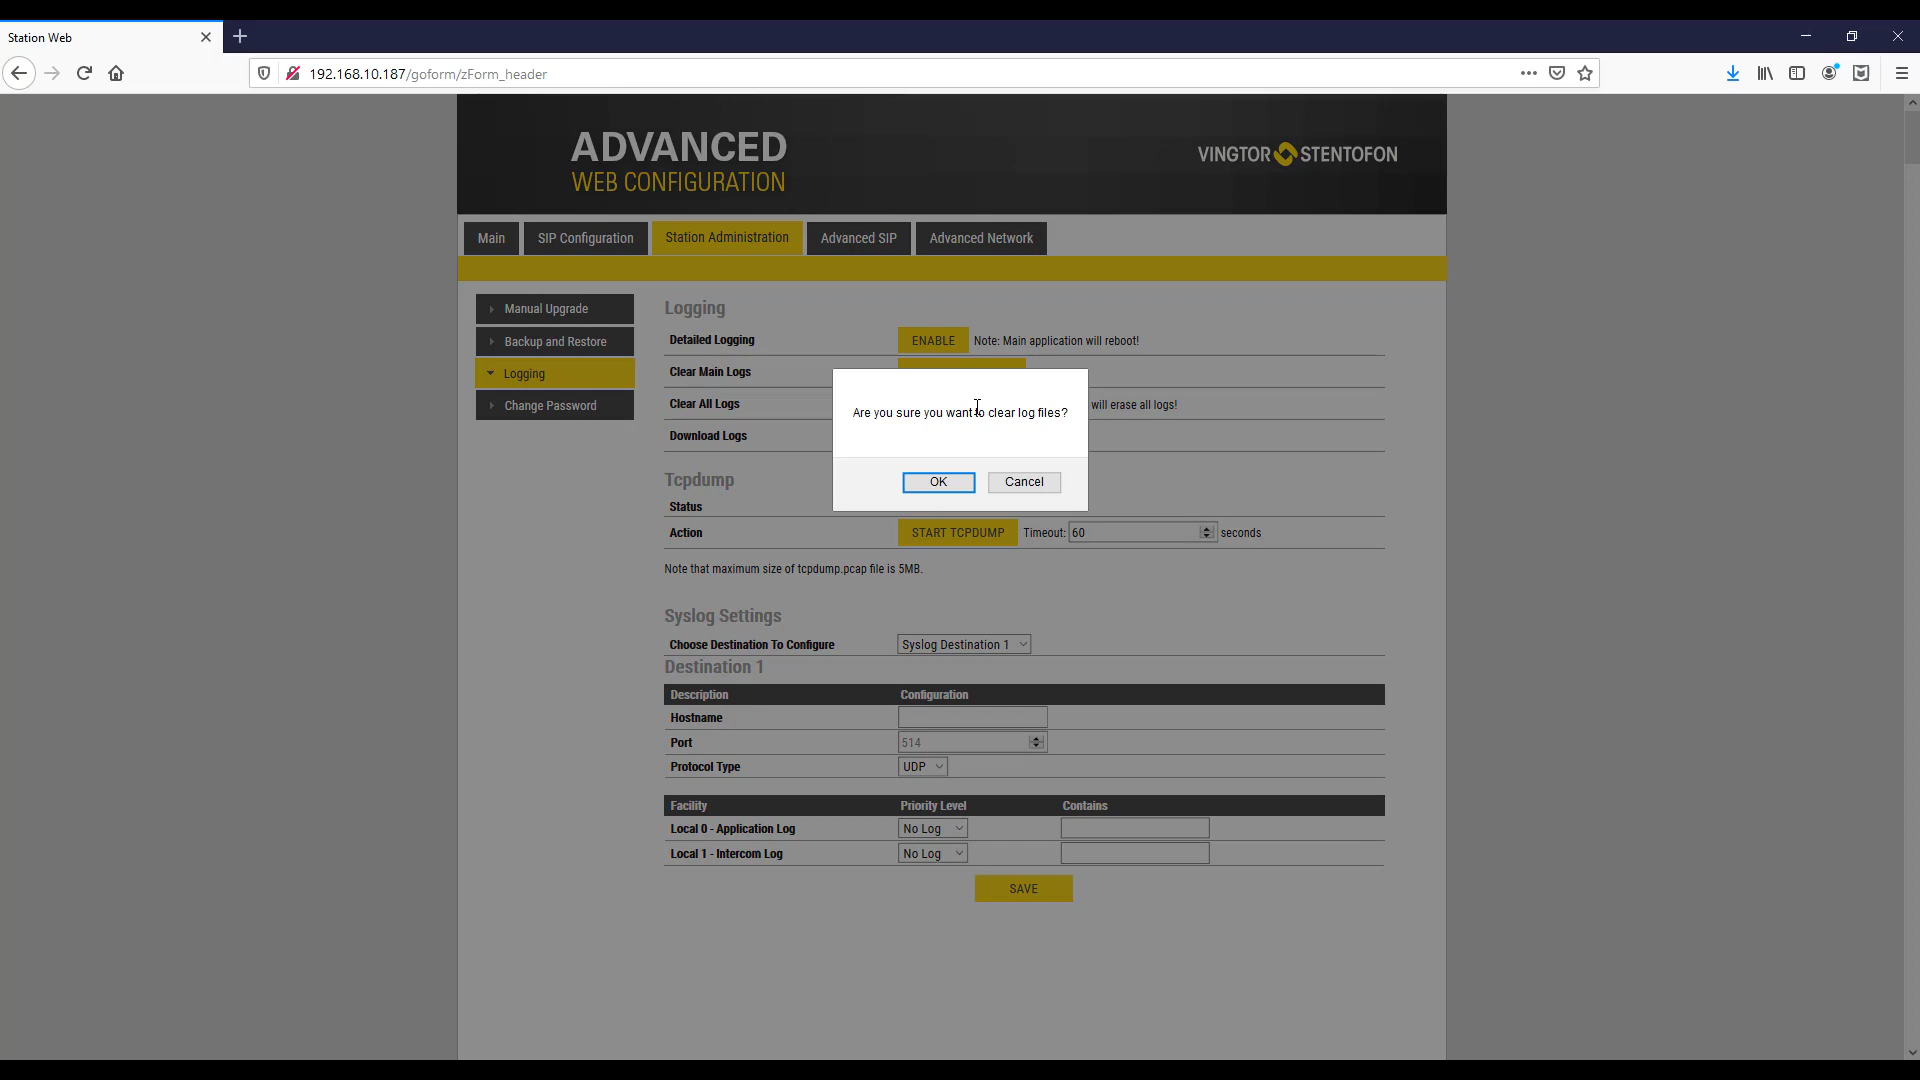 Station Web
192.168.10.187/goform/zForm_header
ADVANCED
WEB CONFIGURATION
VINGTOR STENTOFON
Main
SIP Configuration
Station Administration
Advanced SIP
Advanced Network
Manual Upgrade
Backup and Restore
Logging
Change Password
Logging
Detailed Logging
ENABLE
Note: Main application will reboot!
Clear Main Logs
Clear All Logs
will erase all logs!
Download Logs
Are you sure you want to clear log files?
OK
Cancel
Tcpdump
Status
Action
START TCPDUMP
Timeout: 60 seconds
Note that maximum size of tcpdump.pcap file is 5MB.
Syslog Settings
Choose Destination To Configure
Syslog Destination 1
Destination 1
Description Configuration
Hostname
Port 514
Protocol Type UDP
Facility Priority Level Contains
Local 0 - Application Log No Log
Local 1 - Intercom Log No Log
SAVE